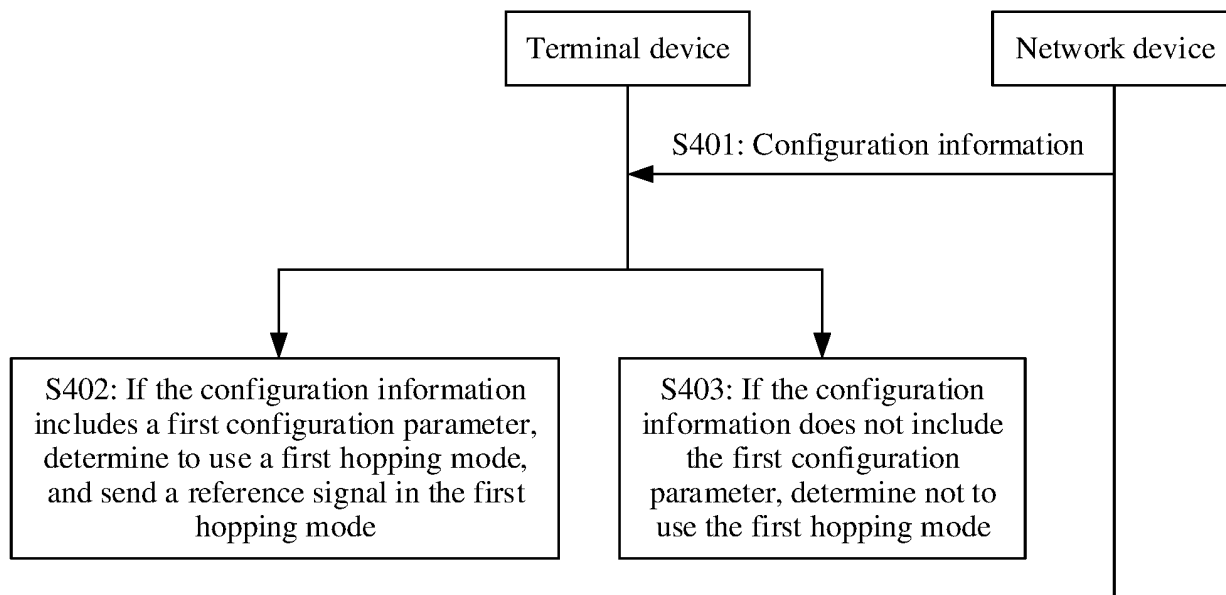 Terminal device
Network device
S401: Configuration information
S402: If the configuration information
includes a first configuration parameter,
determine to use a first hopping mode,
and send a reference signal in the first
hopping mode
S403: If the configuration
information does not include
the first configuration
parameter, determine not to
use the first hopping mode